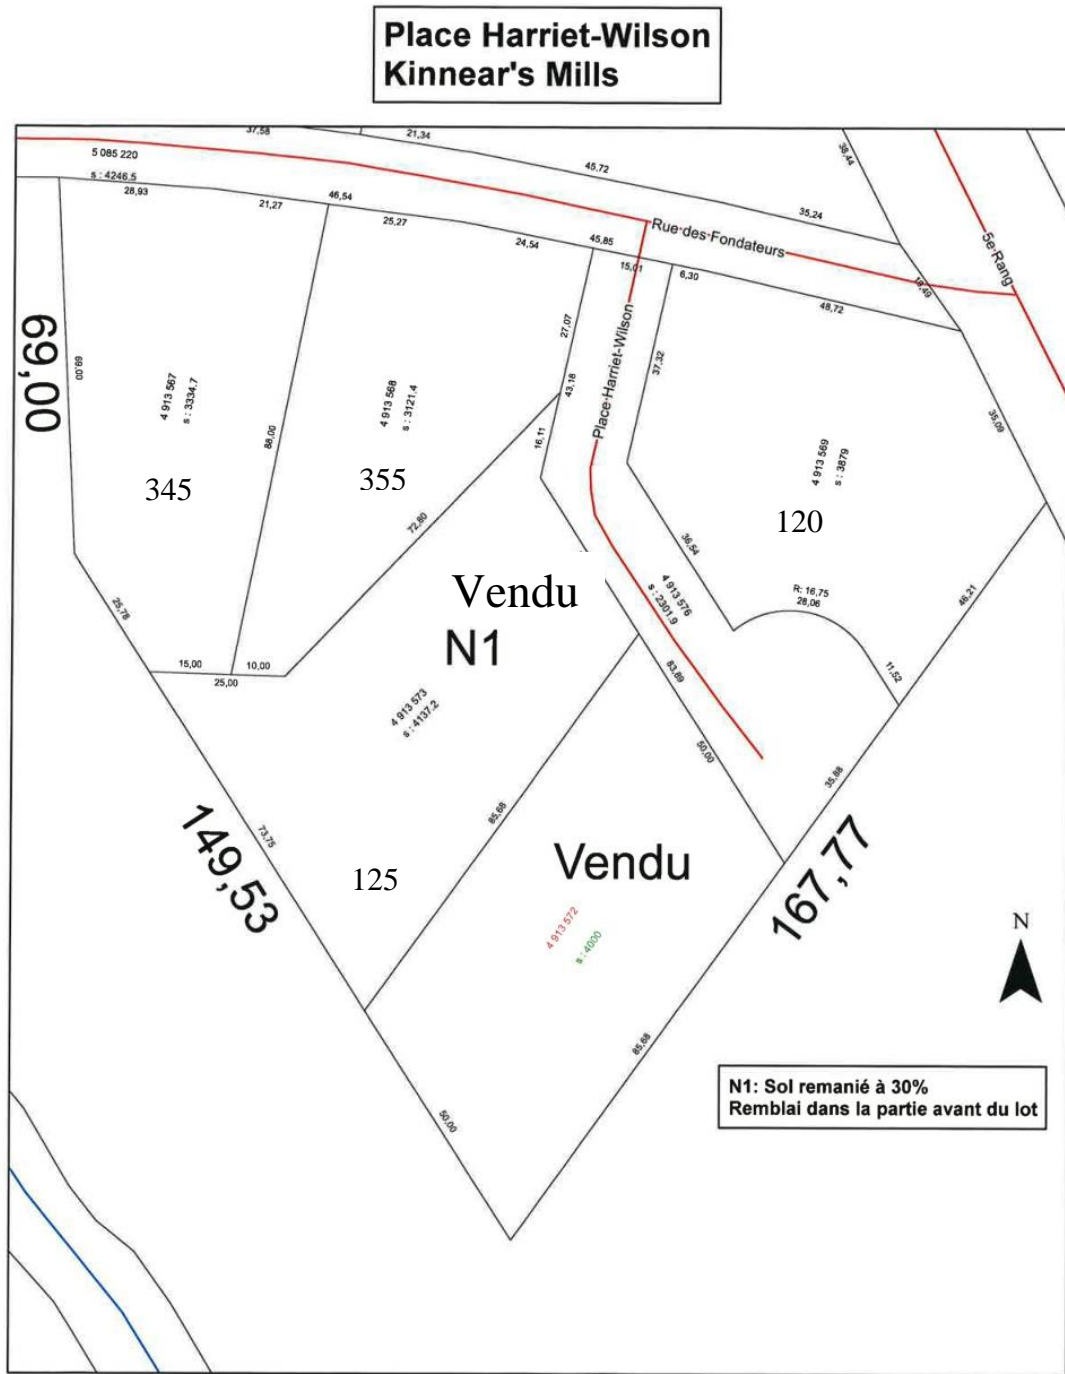 Place Harriet-Wilson
Kinnear's Mills
37,58
21,34
45,72
35,24
38,44
5 085 220
s : 4246.5
28,93
21,27
46,54
25,27
24,54
45,85
15,01
6,30
Rue des Fondateurs
18,49
48,72
5e Rang
69,00
69,00
4 913 567
s : 3334.7
345
88,00
4 913 568
s : 3121.4
355
27,07
43,18
16,11
72,80
Place Harriet-Wilson
37,32
4 913 569
s : 3879
120
35,09
36,54
4 913 576
s : 2301.9
R: 16,75
28,06
46,21
11,52
25,78
15,00
10,00
25,00
Vendu
N1
4 913 573
s : 4137.2
83,89
50,00
35,88
85,68
73,75
149,53
125
Vendu
4 913 572
s : 4000
167,77
85,68
50,00
N
N1: Sol remanié à 30%
Remblai dans la partie avant du lot